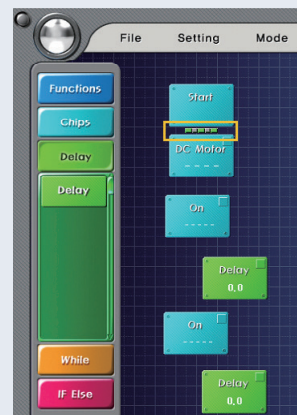 File Setting Mode
Functions
Chips
Delay
Delay
While
IF Else
Start
DC Motor
- - - -
On
- - - - -
Delay
0,0
On
- - - - -
Delay
0,0